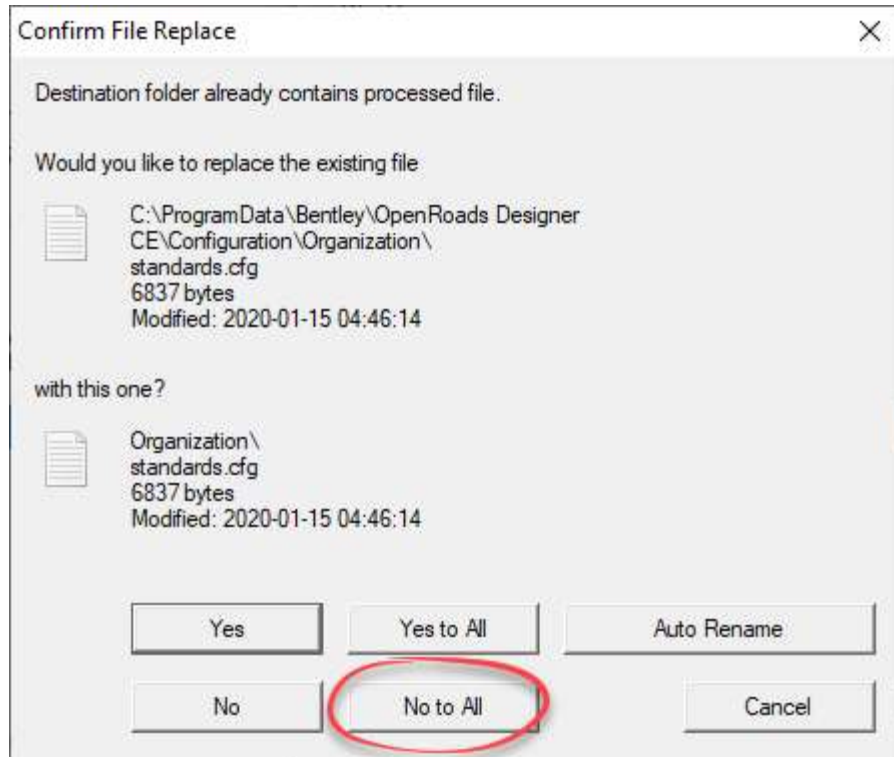 Confirm File Replace
Destination folder already contains processed file.
Would you like to replace the existing file
C:\ProgramData\Bentley\OpenRoads Designer
CE\Configuration\Organization\
standards.cfg
6837 bytes
Modified: 2020-01-15 04:46:14
with this one?
Organization\
standards.cfg
6837 bytes
Modified: 2020-01-15 04:46:14
Yes Yes to All Auto Rename
No No to All Cancel